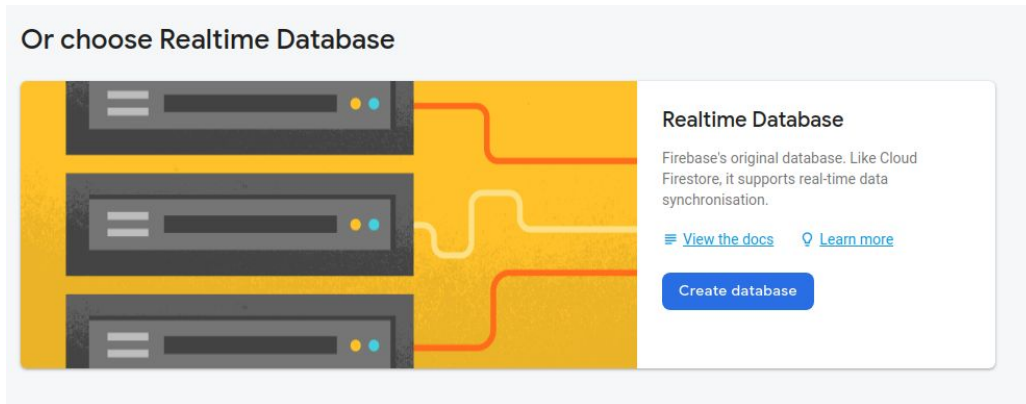 Or choose Realtime Database
Realtime Database
Firebase's original database. Like Cloud
Firestore, it supports real-time data
synchronisation.
View the docs Learn more
Create database